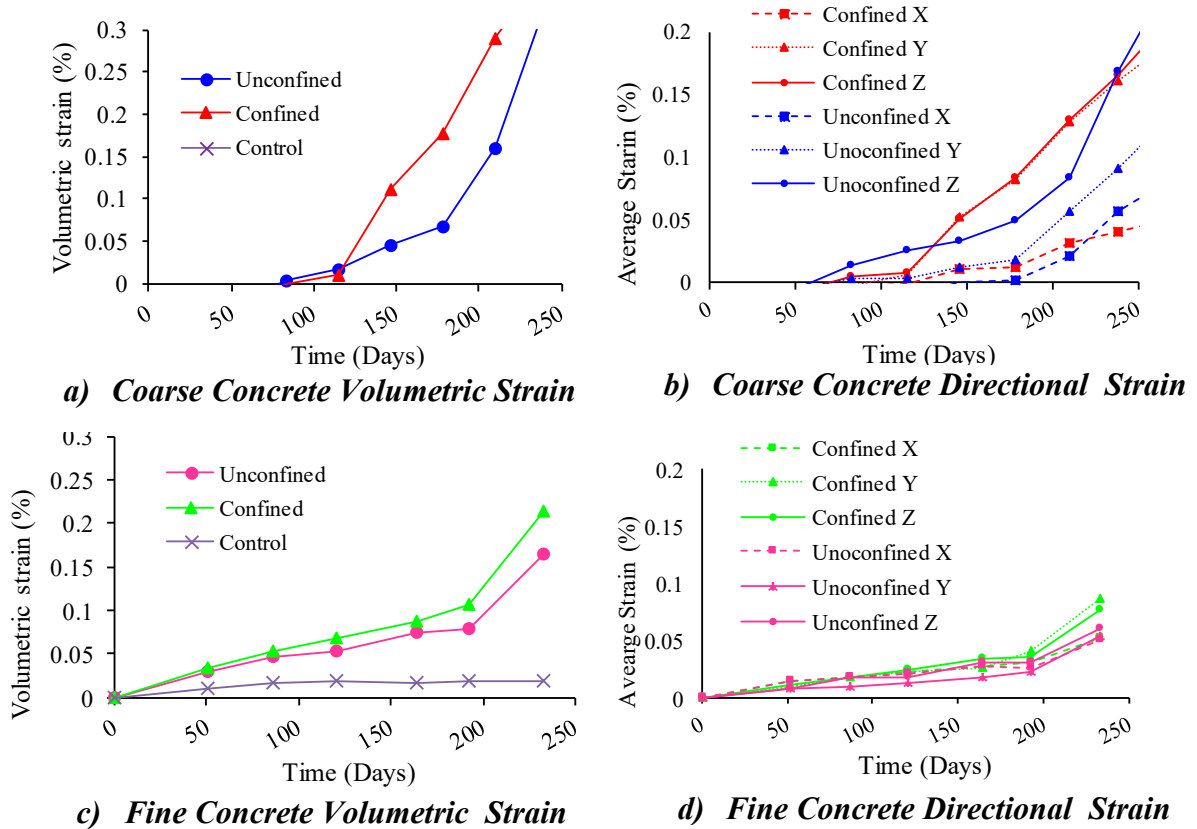 Volumetric strain (%)
0.3
0.25
0.2
0.15
0.1
0.05
0
Unconfined
Confined
Control
0
50
100
150
200
250
Time (Days)
a) Coarse Concrete Volumetric Strain
Confined X
Confined Y
Confined Z
Unconfined X
Unoconfined Y
Unoconfined Z
Average Starin (%)
0.2
0.15
0.1
0.05
0
0
50
100
150
200
250
Time (Days)
b) Coarse Concrete Directional Strain
Volumetric strain (%)
0.3
0.25
0.2
0.15
0.1
0.05
0
Unconfined
Confined
Control
0
50
100
150
200
250
Time (Days)
c) Fine Concrete Volumetric Strain
Confined X
Confined Y
Confined Z
Unoconfined X
Unoconfined Y
Unconfined Z
Avearge Strain (%)
0.2
0.15
0.1
0.05
0
0
50
100
150
200
250
Time (Days)
d) Fine Concrete Directional Strain